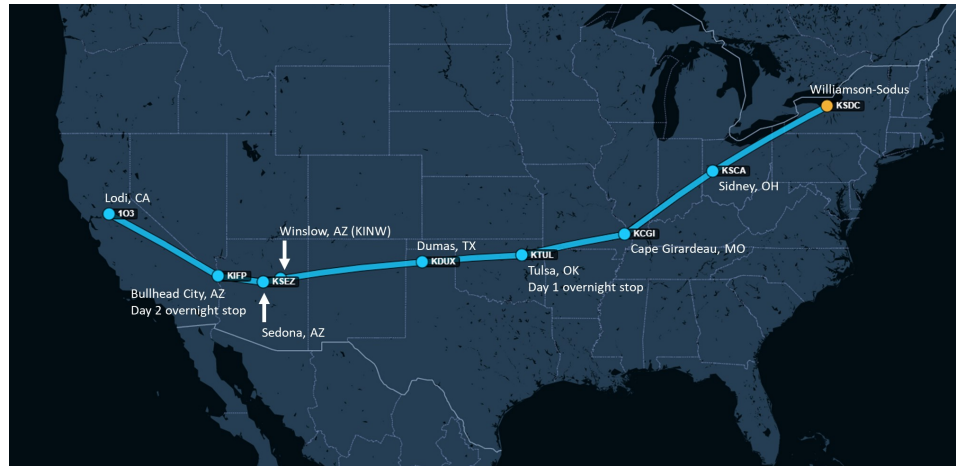 Williamson-Sodus
KSDC
KSCA
Sidney, OH
Lodi, CA
1O3
Winslow, AZ (KINW)
KCGI
Cape Girardeau, MO
Dumas, TX
KDUX
KTUL
Tulsa, OK
Day 1 overnight stop
KIFP
KSEZ
Bullhead City, AZ
Day 2 overnight stop
Sedona, AZ